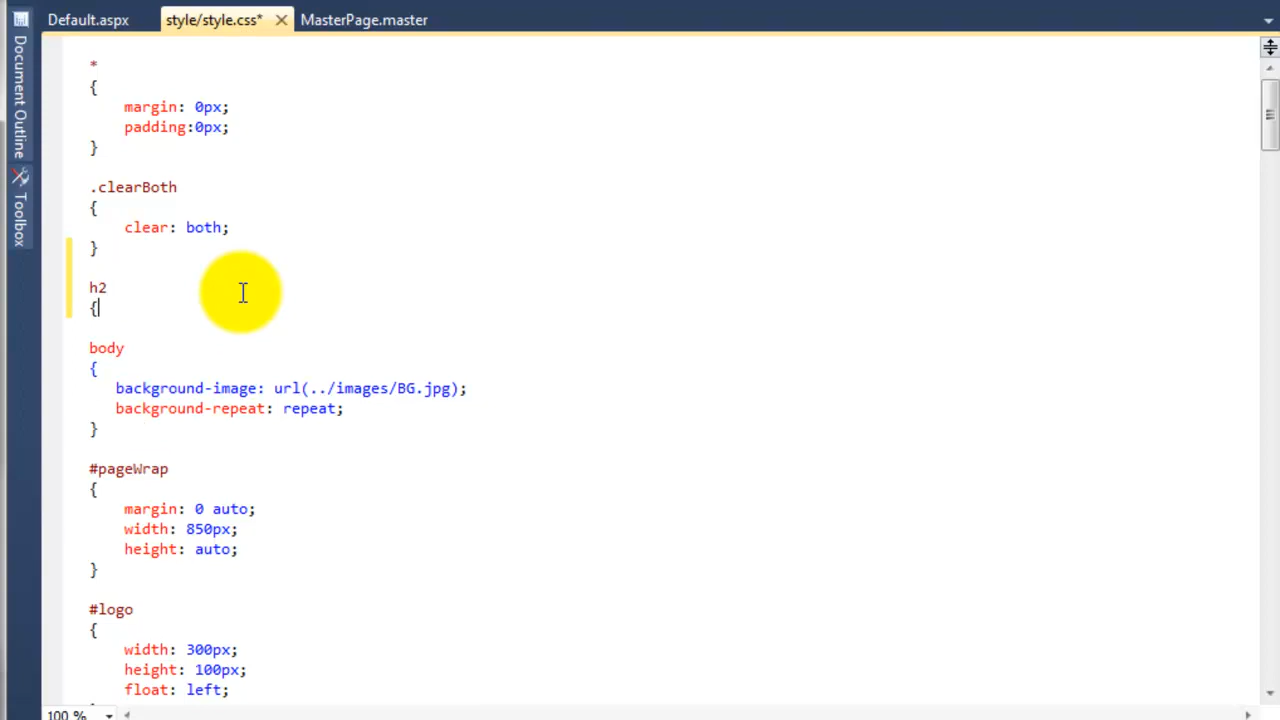 Default.aspx style/style.css* MasterPage.master
Document Outline
Toolbox
*
{
margin: 0px;
padding:0px;
}
.clearBoth
{
clear: both;
}
h2
{
body
{
background-image: url(../images/BG.jpg);
background-repeat: repeat;
}
#pageWrap
{
margin: 0 auto;
width: 850px;
height: auto;
}
#logo
{
width: 300px;
height: 100px;
float: left;
100 %